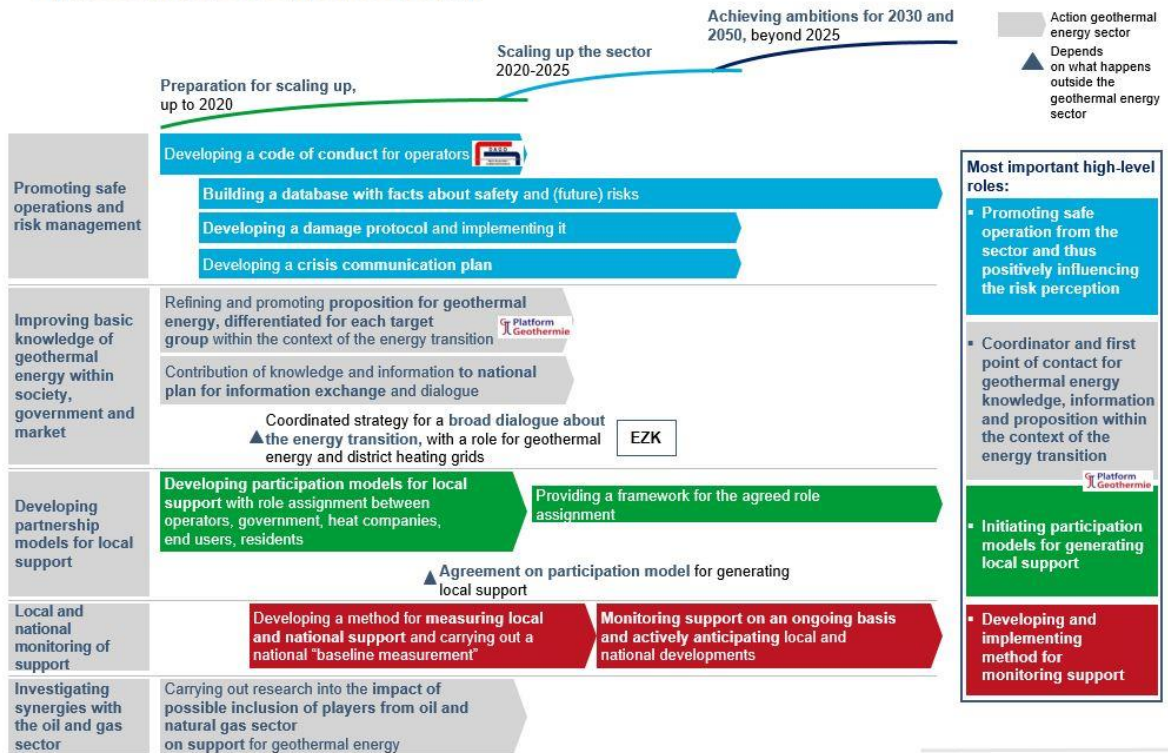 Achieving ambitions for 2030 and
2050, beyond 2025
Scaling up the sector
2020-2025
Preparation for scaling up,
up to 2020
Action geothermal
energy sector
Depends
on what happens
outside the
geothermal energy
sector
Promoting safe
operations and
risk management
Developing a code of conduct for operators
Building a database with facts about safety and (future) risks
Developing a damage protocol and implementing it
Developing a crisis communication plan
Improving basic
knowledge of
geothermal
energy within
society,
government and
market
Refining and promoting proposition for geothermal
energy, differentiated for each target
group within the context of the energy transition
Platform
Geothermie
Contribution of knowledge and information to national
plan for information exchange and dialogue
Coordinated strategy for a broad dialogue about
the energy transition, with a role for geothermal
energy and district heating grids
EZK
Developing
partnership
models for local
support
Developing participation models for local
support with role assignment between
operators, government, heat companies,
end users, residents
Providing a framework for the agreed role
assignment
Agreement on participation model for generating
local support
Local and
national
monitoring of
support
Developing a method for measuring local
and national support and carrying out a
national “baseline measurement”
Monitoring support on an ongoing basis
and actively anticipating local and
national developments
Investigating
synergies with
the oil and gas
sector
Carrying out research into the impact of
possible inclusion of players from oil and
natural gas sector
on support for geothermal energy
Most important high-level
roles:
▪ Promoting safe
operation from the
sector and thus
positively influencing
the risk perception
▪ Coordinator and first
point of contact for
geothermal energy
knowledge, information
and proposition within
the context of the
energy transition
Platform
Geothermie
▪ Initiating participation
models for generating
local support
▪ Developing and
implementing
method for
monitoring support